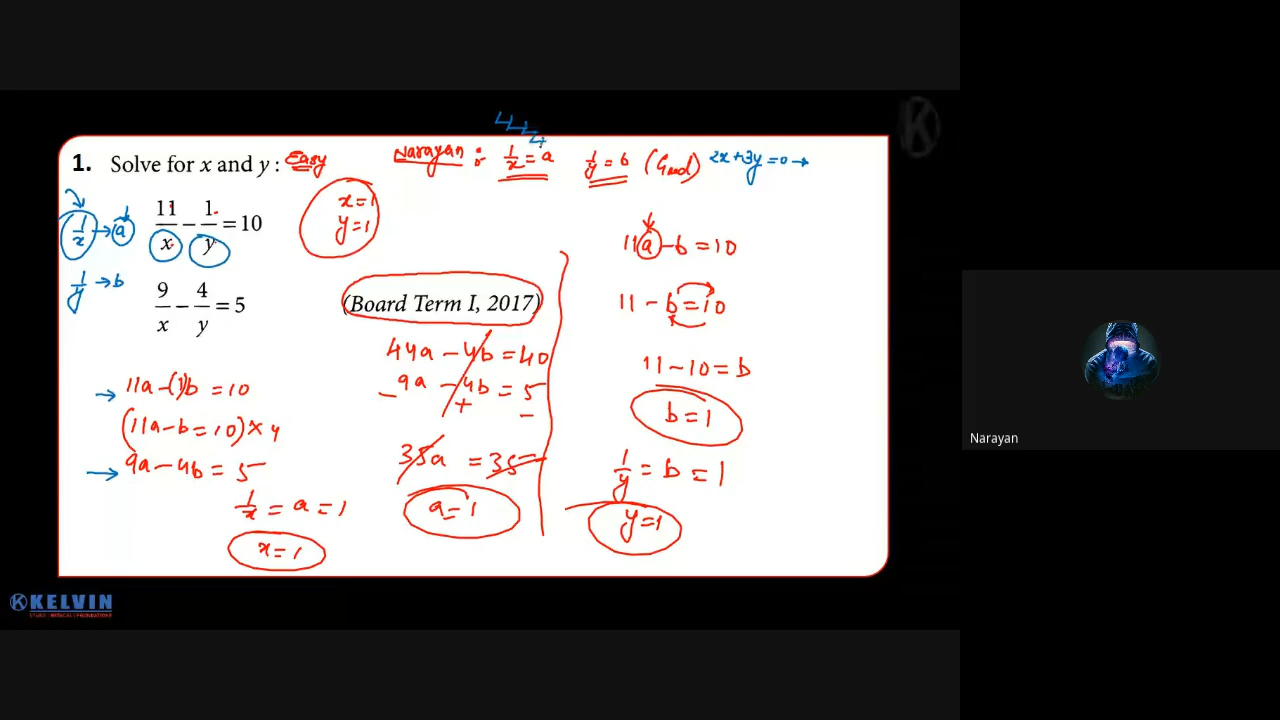 1. Solve for x and y : Easy
Narayan : 1/x = a 1/y = b (Good) 2x+3y=0 →
1/x → a
11/x − 1/y = 10
x=1
y=1
1/y → b
9/x − 4/y = 5
(Board Term I, 2017)
→ 11a−(1)b = 10
(11a−b=10)×4
→ 9a−4b = 5
1/x = a = 1
x=1
44a − 4b = 40
9a − 4b = 5
− + −
35a = 35
a=1
11a−b = 10
11 − b = 10
11 − 10 = b
b=1
1/y = b = 1
y=1
KELVIN
Narayan